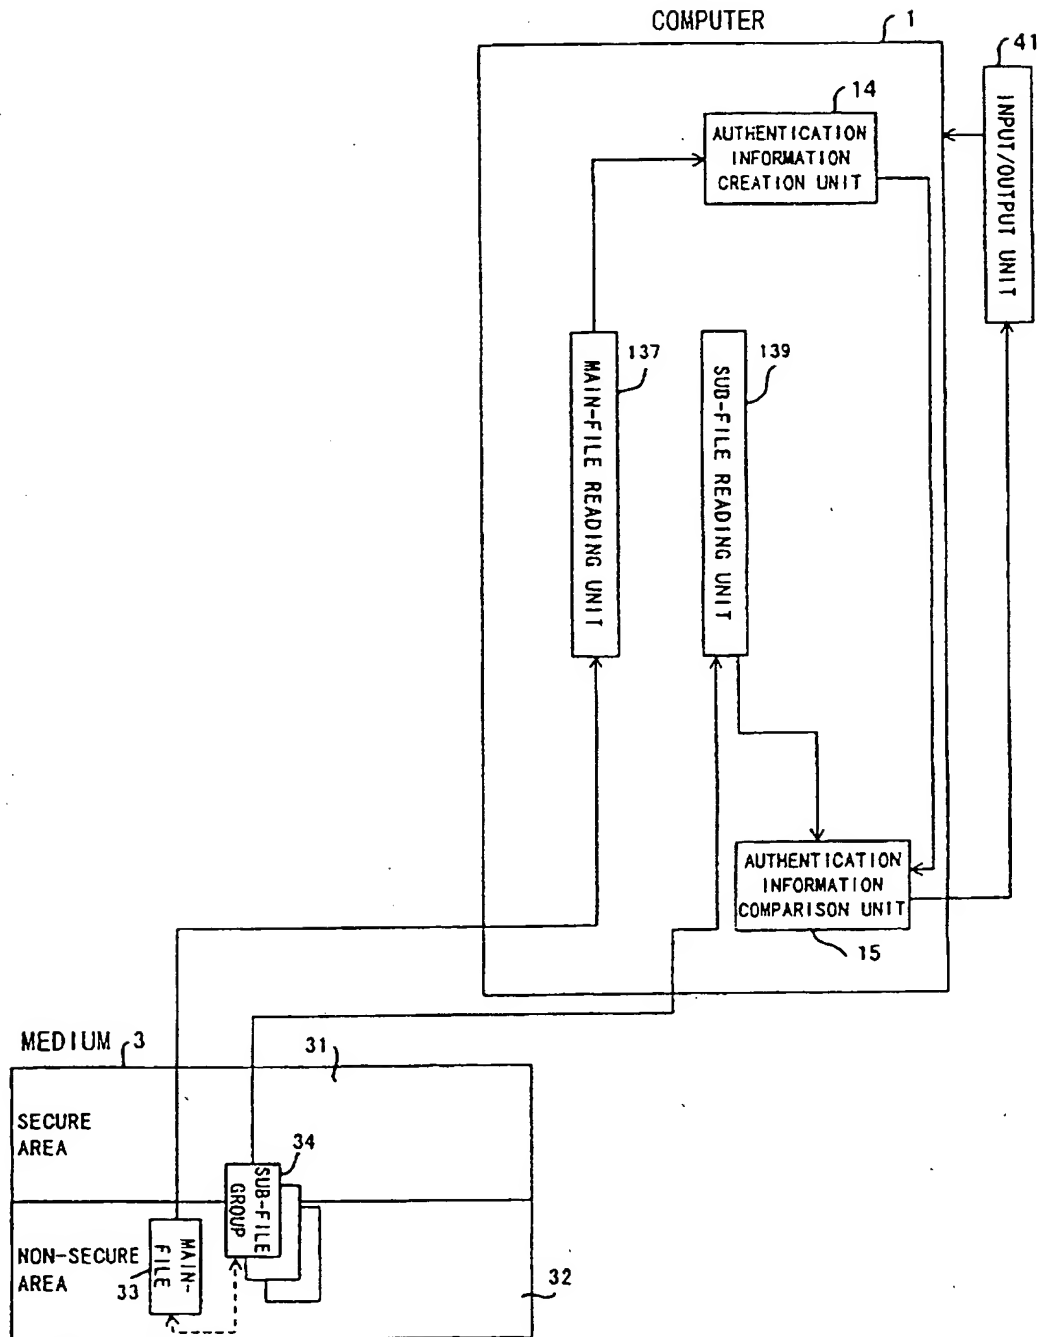 COMPUTER
1
41
INPUT/OUTPUT UNIT
14
AUTHENTICATION
INFORMATION
CREATION UNIT
137
MAIN-FILE READING UNIT
139
SUB-FILE READING UNIT
AUTHENTICATION
INFORMATION
COMPARISON UNIT
15
MEDIUM 3
31
SECURE
AREA
34
SUB-FILE
GROUP
NON-SECURE
AREA
33
MAIN-
FILE
32